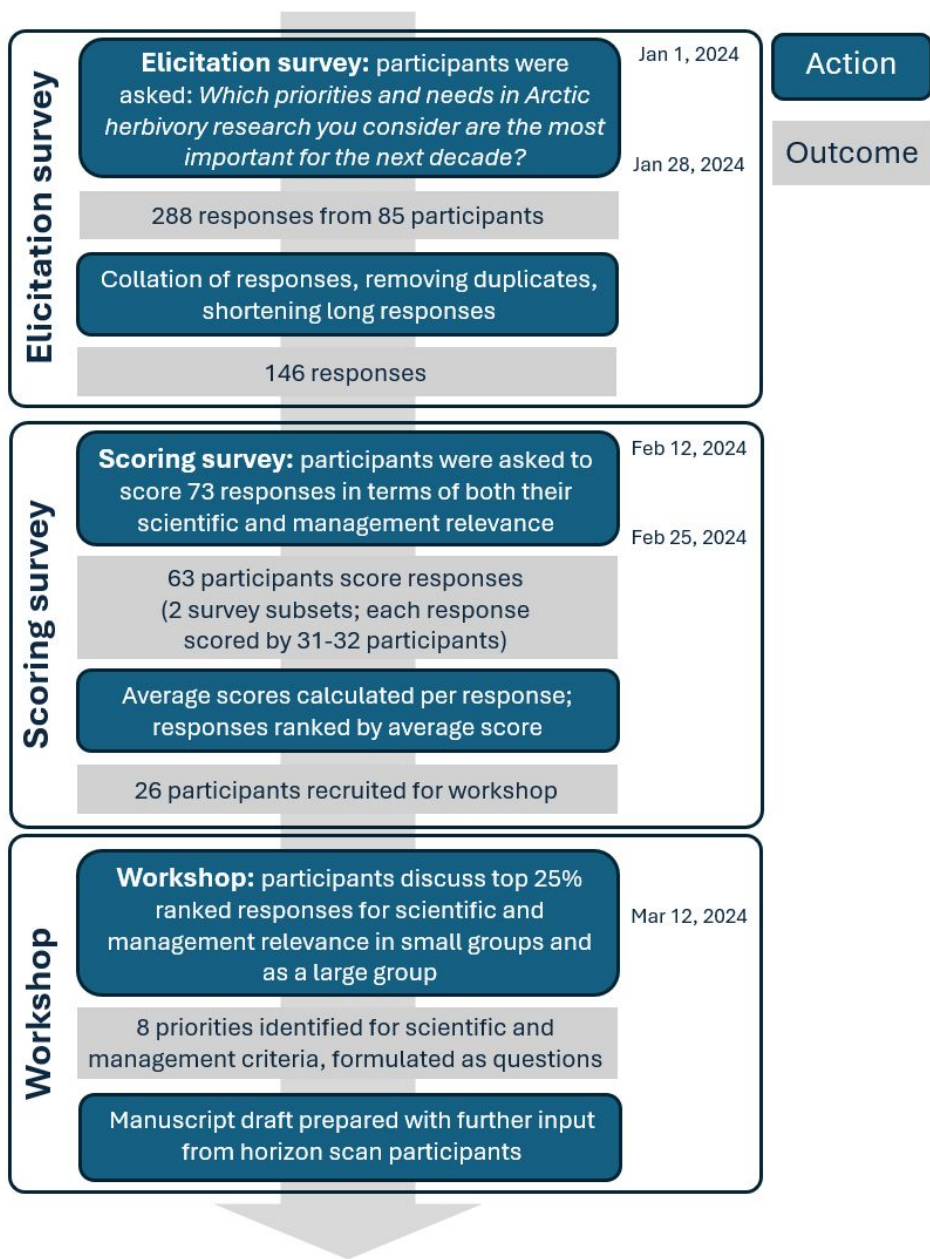 Elicitation survey
Elicitation survey: participants were
asked: Which priorities and needs in Arctic
herbivory research you consider are the most
important for the next decade?
Jan 1, 2024
Jan 28, 2024
Action
Outcome
288 responses from 85 participants
Collation of responses, removing duplicates,
shortening long responses
146 responses
Scoring survey
Scoring survey: participants were asked to
score 73 responses in terms of both their
scientific and management relevance
Feb 12, 2024
Feb 25, 2024
63 participants score responses
(2 survey subsets; each response
scored by 31-32 participants)
Average scores calculated per response;
responses ranked by average score
26 participants recruited for workshop
Workshop
Workshop: participants discuss top 25%
ranked responses for scientific and
management relevance in small groups and
as a large group
Mar 12, 2024
8 priorities identified for scientific and
management criteria, formulated as questions
Manuscript draft prepared with further input
from horizon scan participants